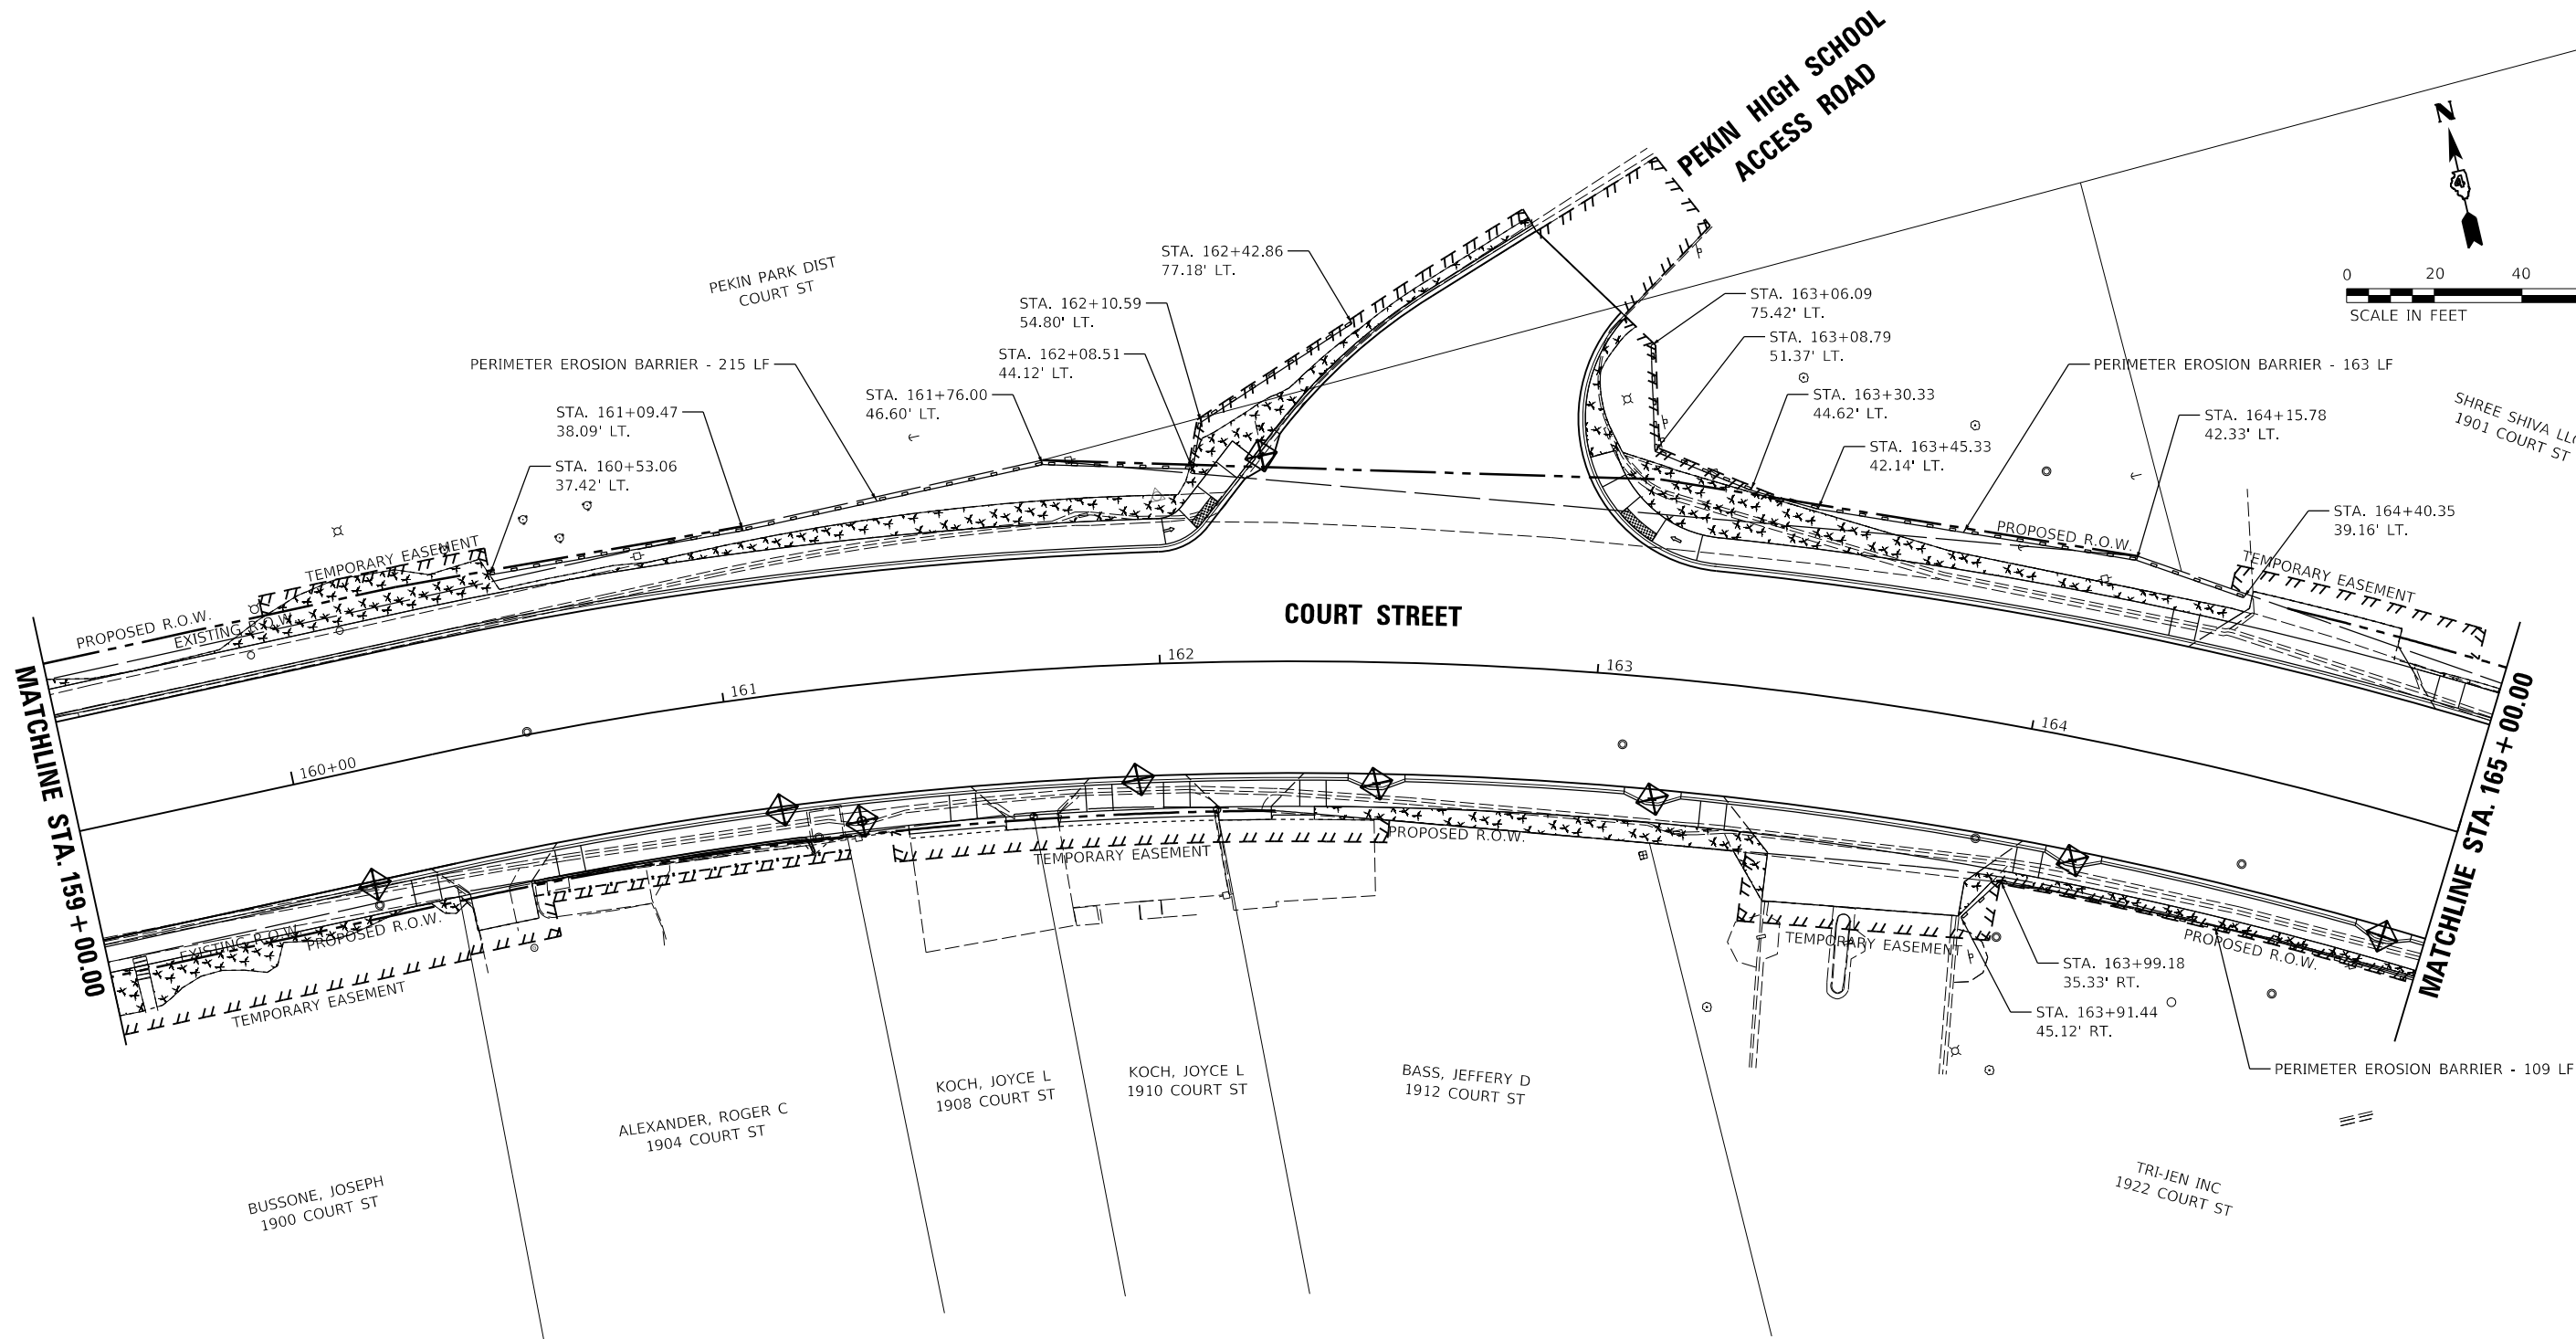 PEKIN HIGH SCHOOL
ACCESS ROAD
N
4
0 20 40
SCALE IN FEET
PEKIN PARK DIST
COURT ST
STA. 162+42.86
77.18' LT.
STA. 162+10.59
54.80' LT.
STA. 162+08.51
44.12' LT.
STA. 163+06.09
75.42' LT.
STA. 163+08.79
51.37' LT.
PERIMETER EROSION BARRIER - 215 LF
STA. 161+76.00
46.60' LT.
STA. 161+09.47
38.09' LT.
STA. 160+53.06
37.42' LT.
STA. 163+30.33
44.62' LT.
STA. 163+45.33
42.14' LT.
PERIMETER EROSION BARRIER - 163 LF
STA. 164+15.78
42.33' LT.
SHREE SHIVA LLC
1901 COURT ST
STA. 164+40.35
39.16' LT.
TEMPORARY EASEMENT
PROPOSED R.O.W.
EXISTING R.O.W.
PROPOSED R.O.W.
TEMPORARY EASEMENT
COURT STREET
MATCHLINE STA. 159+00.00
160+00
161
162
163
164
MATCHLINE STA. 165+00.00
EXISTING R.O.W.
PROPOSED R.O.W.
TEMPORARY EASEMENT
TEMPORARY EASEMENT
PROPOSED R.O.W.
TEMPORARY EASEMENT
PROPOSED R.O.W.
STA. 163+99.18
35.33' RT.
STA. 163+91.44
45.12' RT.
PERIMETER EROSION BARRIER - 109 LF
BUSSONE, JOSEPH
1900 COURT ST
ALEXANDER, ROGER C
1904 COURT ST
KOCH, JOYCE L
1908 COURT ST
KOCH, JOYCE L
1910 COURT ST
BASS, JEFFERY D
1912 COURT ST
TRI-JEN INC
1922 COURT ST